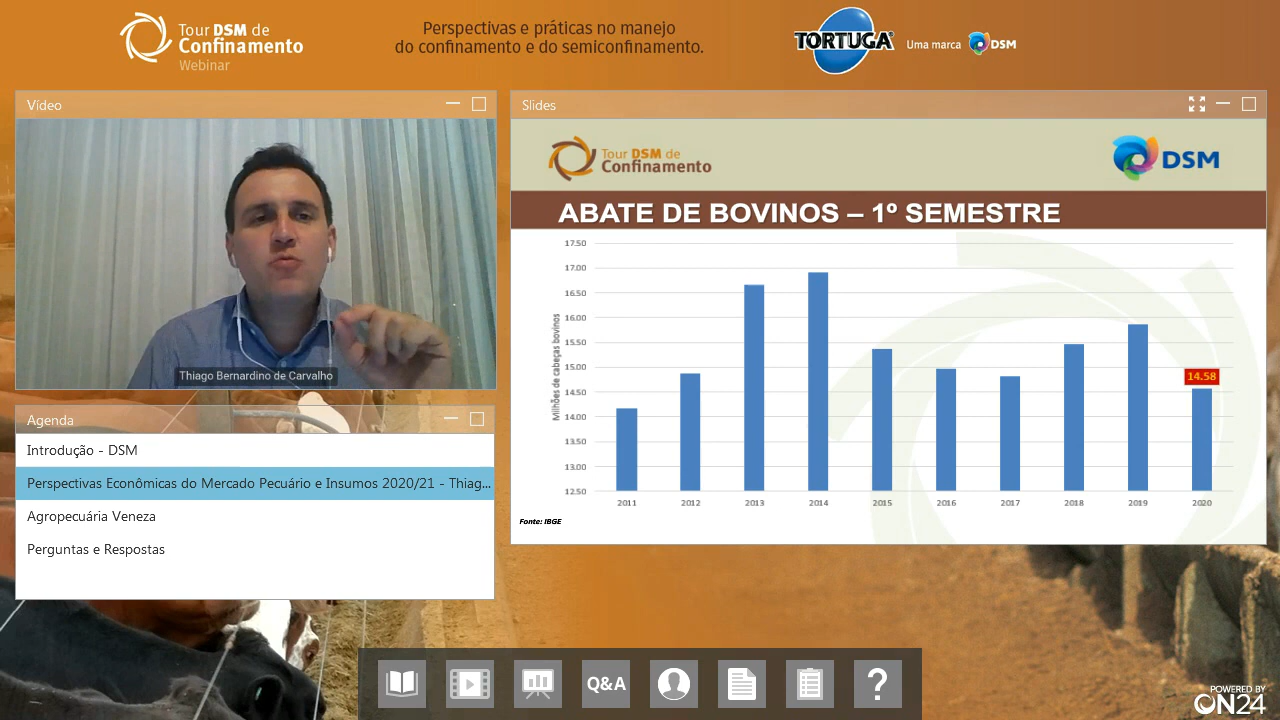 Tour DSM de
Confinamento
Webinar
Perspectivas e práticas no manejo
do confinamento e do semiconfinamento.
TORTUGA
Uma marca DSM
Vídeo
Thiago Bernardino de Carvalho
Slides
Tour DSM de
Confinamento
DSM
ABATE DE BOVINOS – 1º SEMESTRE
Milhões de cabeças bovinos
17.50
17.00
16.50
16.00
15.50
15.00
14.50
14.00
13.50
13.00
12.50
14.58
2011 2012 2013 2014 2015 2016 2017 2018 2019 2020
Fonte: IBGE
Agenda
Introdução - DSM
Perspectivas Econômicas do Mercado Pecuário e Insumos 2020/21 - Thiag...
Agropecuária Veneza
Perguntas e Respostas
Q&A
?
POWERED BY
ON24